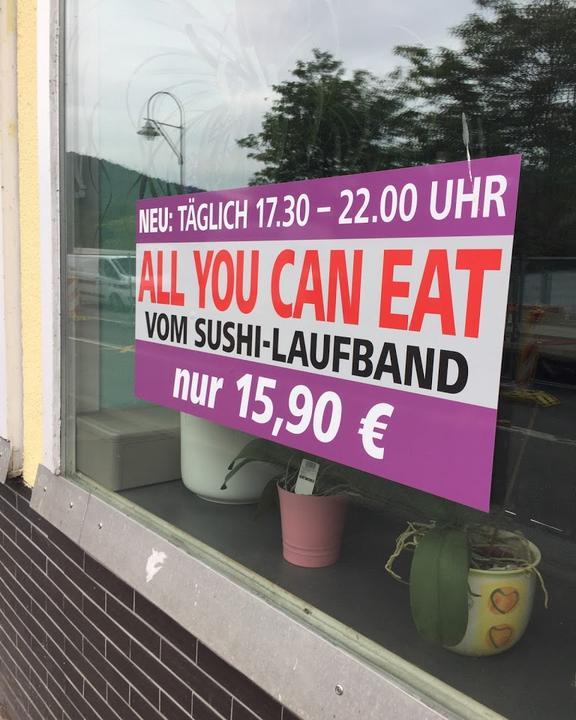 NEU: TÄGLICH 17.30 – 22.00 UHR
ALL YOU CAN EAT
VOM SUSHI-LAUFBAND
nur 15,90 €